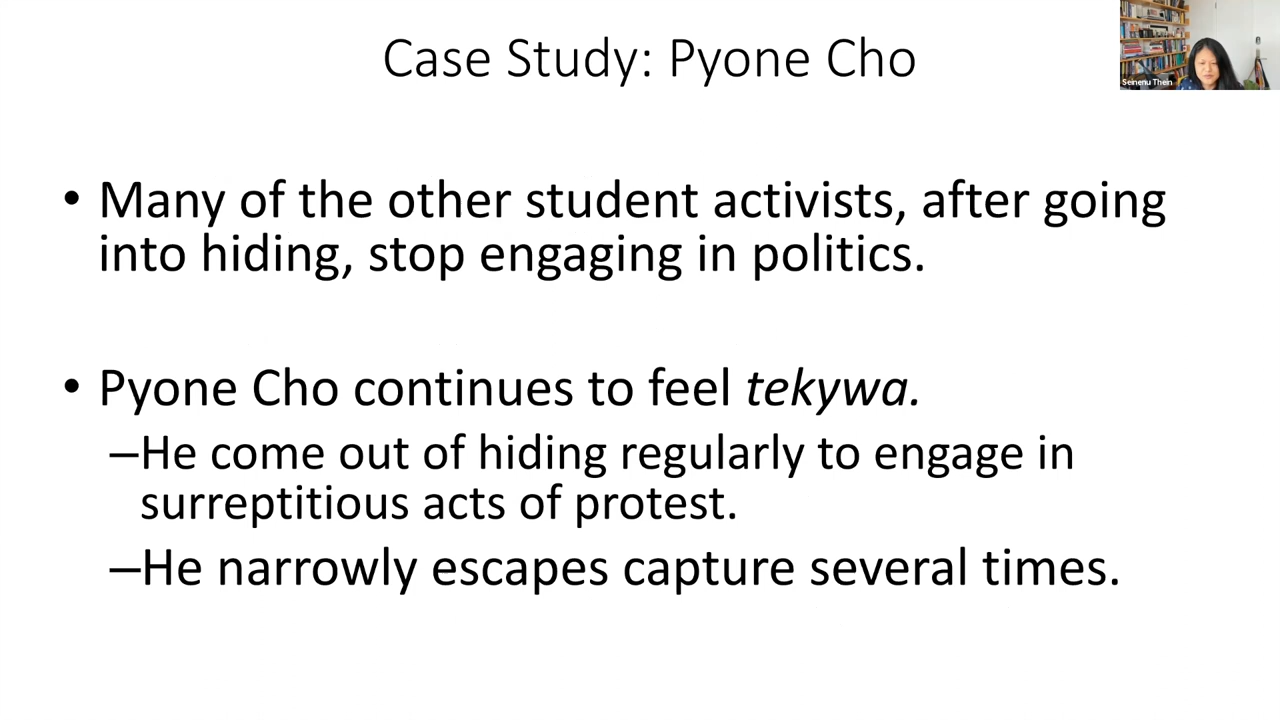 Case Study: Pyone Cho
Seinenu Thein
• Many of the other student activists, after going
into hiding, stop engaging in politics.
• Pyone Cho continues to feel tekywa.
–He come out of hiding regularly to engage in
surreptitious acts of protest.
–He narrowly escapes capture several times.